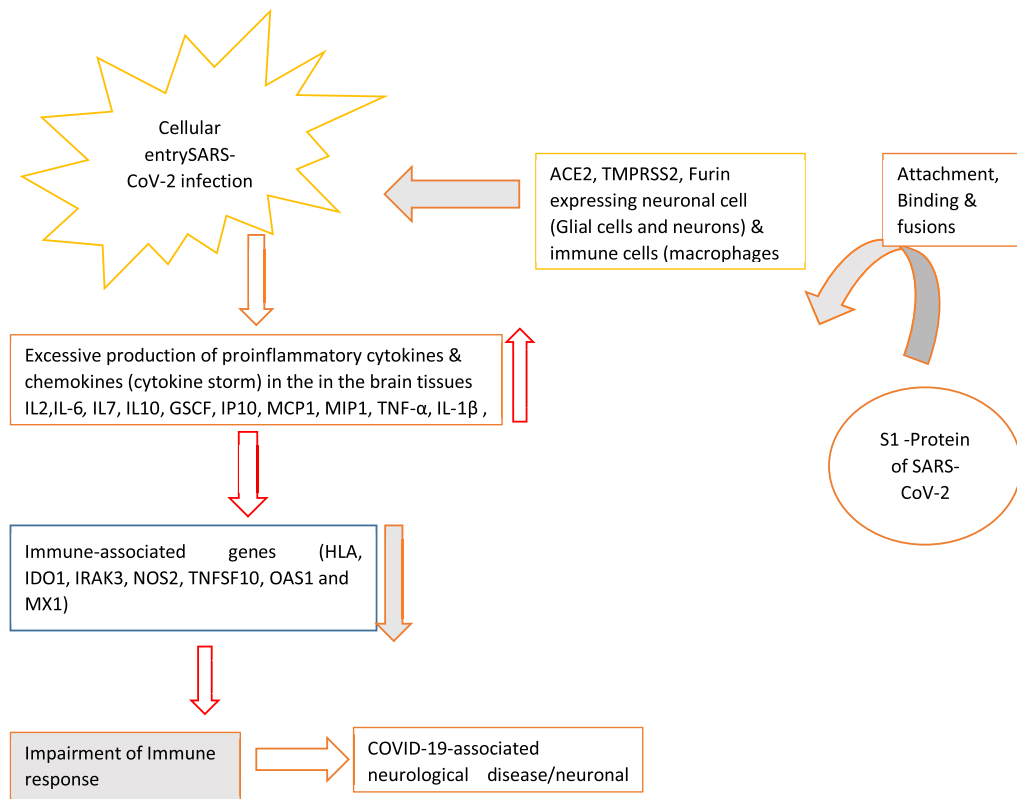 Cellular
entrySARS-
CoV-2 infection
ACE2, TMPRSS2, Furin
expressing neuronal cell
(Glial cells and neurons) &
immune cells (macrophages
Attachment,
Binding &
fusions
S1 -Protein
of SARS-
CoV-2
Excessive production of proinflammatory cytokines &
chemokines (cytokine storm) in the in the brain tissues
IL2,IL-6, IL7, IL10, GSCF, IP10, MCP1, MIP1, TNF-α, IL-1β ,
Immune-associated genes (HLA,
IDO1, IRAK3, NOS2, TNFSF10, OAS1 and
MX1)
Impairment of Immune
response
COVID-19-associated
neurological disease/neuronal